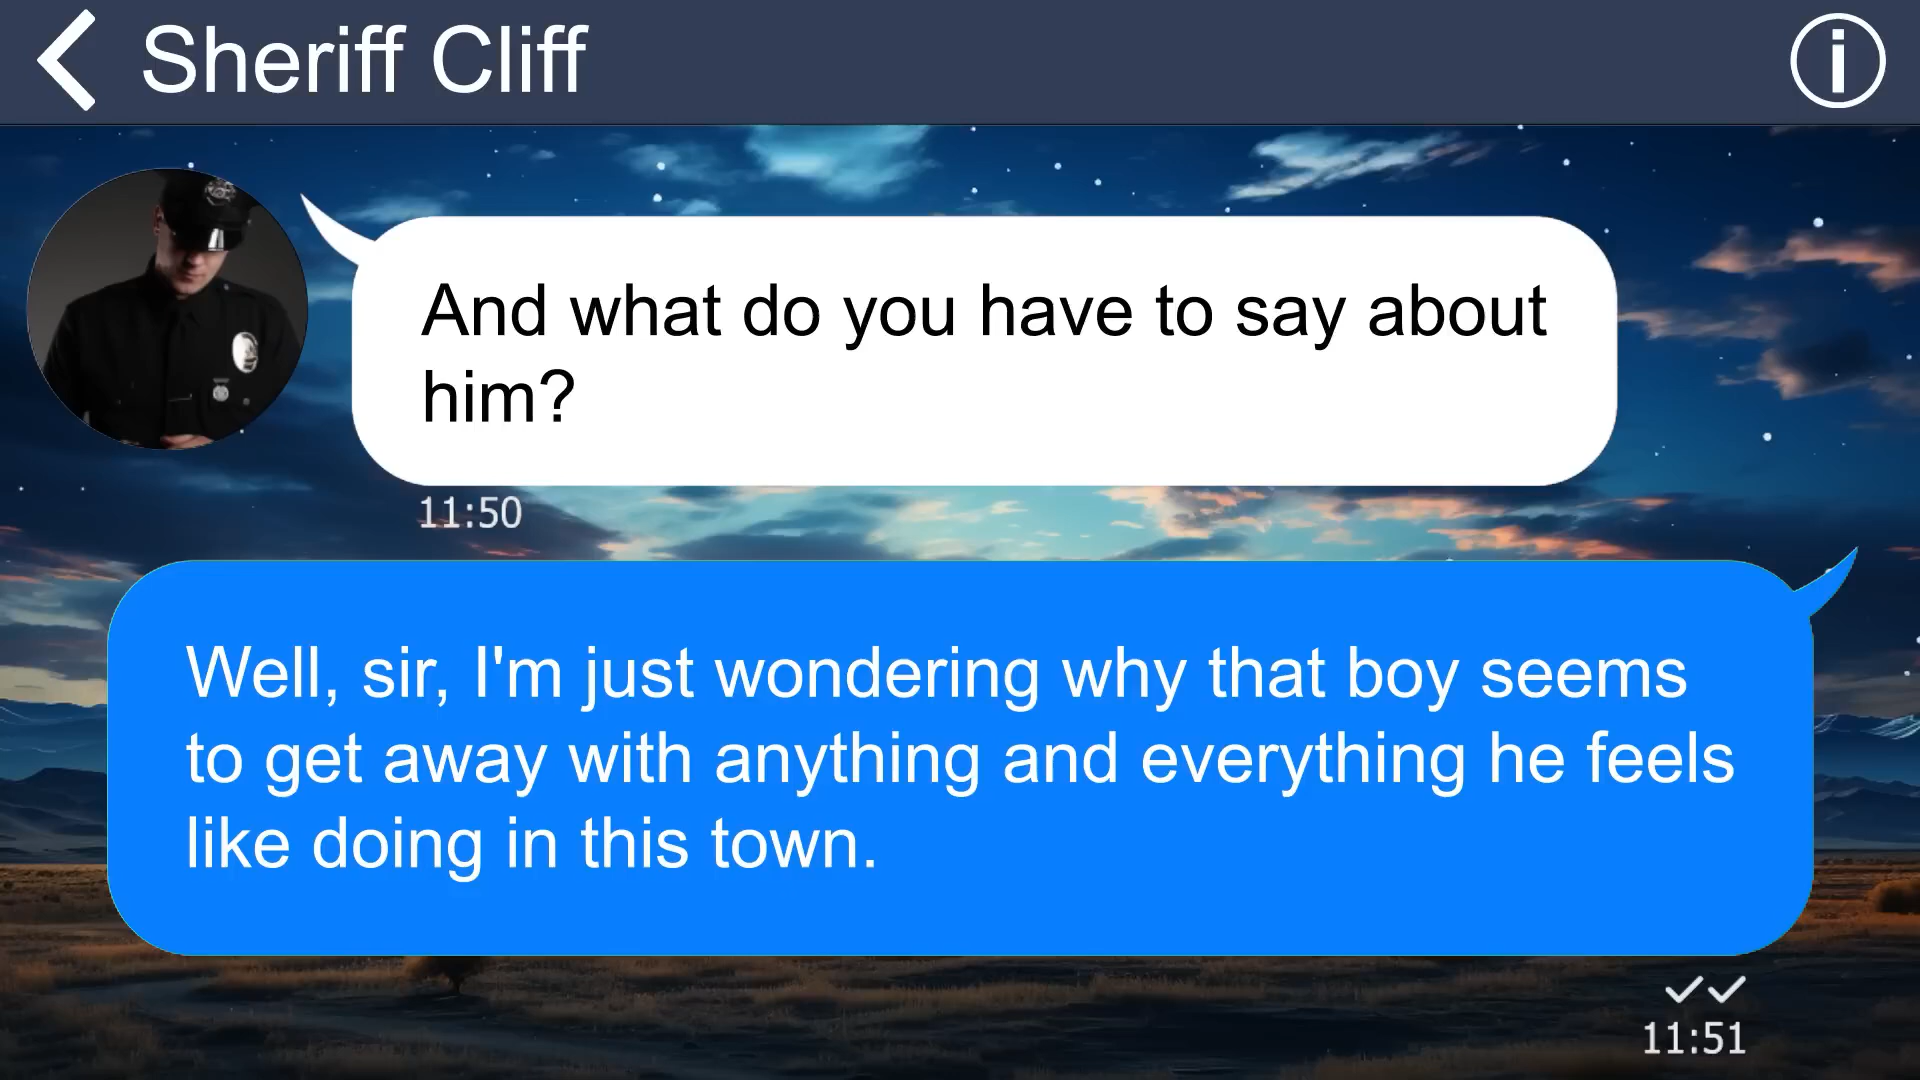 Sheriff Cliff
And what do you have to say about
him?
11:50
Well, sir, I'm just wondering why that boy seems
to get away with anything and everything he feels
like doing in this town.
11:51